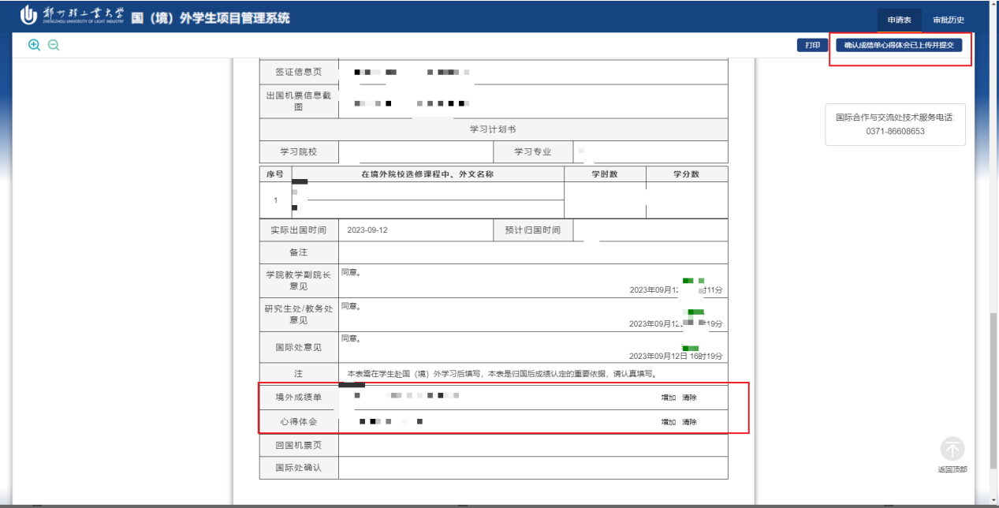 郑州轻工业大学 国（境）外学生项目管理系统
ZHENGZHOU UNIVERSITY OF LIGHT INDUSTRY
申请表 审批历史
打印 确认成绩单心得体会已上传并提交
签证信息页
出国机票信息截
图
国际合作与交流处技术服务电话:
0371-86608653
学习计划书
学习院校 学习专业
序号 在境外院校选修课程中、外文名称 学时数 学分数
1
实际出国时间 2023-09-12 预计归国时间
备注
学院教学副院长
意见
同意。
2023年09月12 11分
研究生处/教务处
意见
同意。
2023年09月12 19分
国际处意见
同意。
2023年09月12日 16时19分
注 本表需在学生赴国（境）外学习后填写，本表是归国后成绩认定的重要依据，请认真填写。
境外成绩单 增加 清除
心得体会 增加 清除
回国机票页
国际处确认
返回顶部